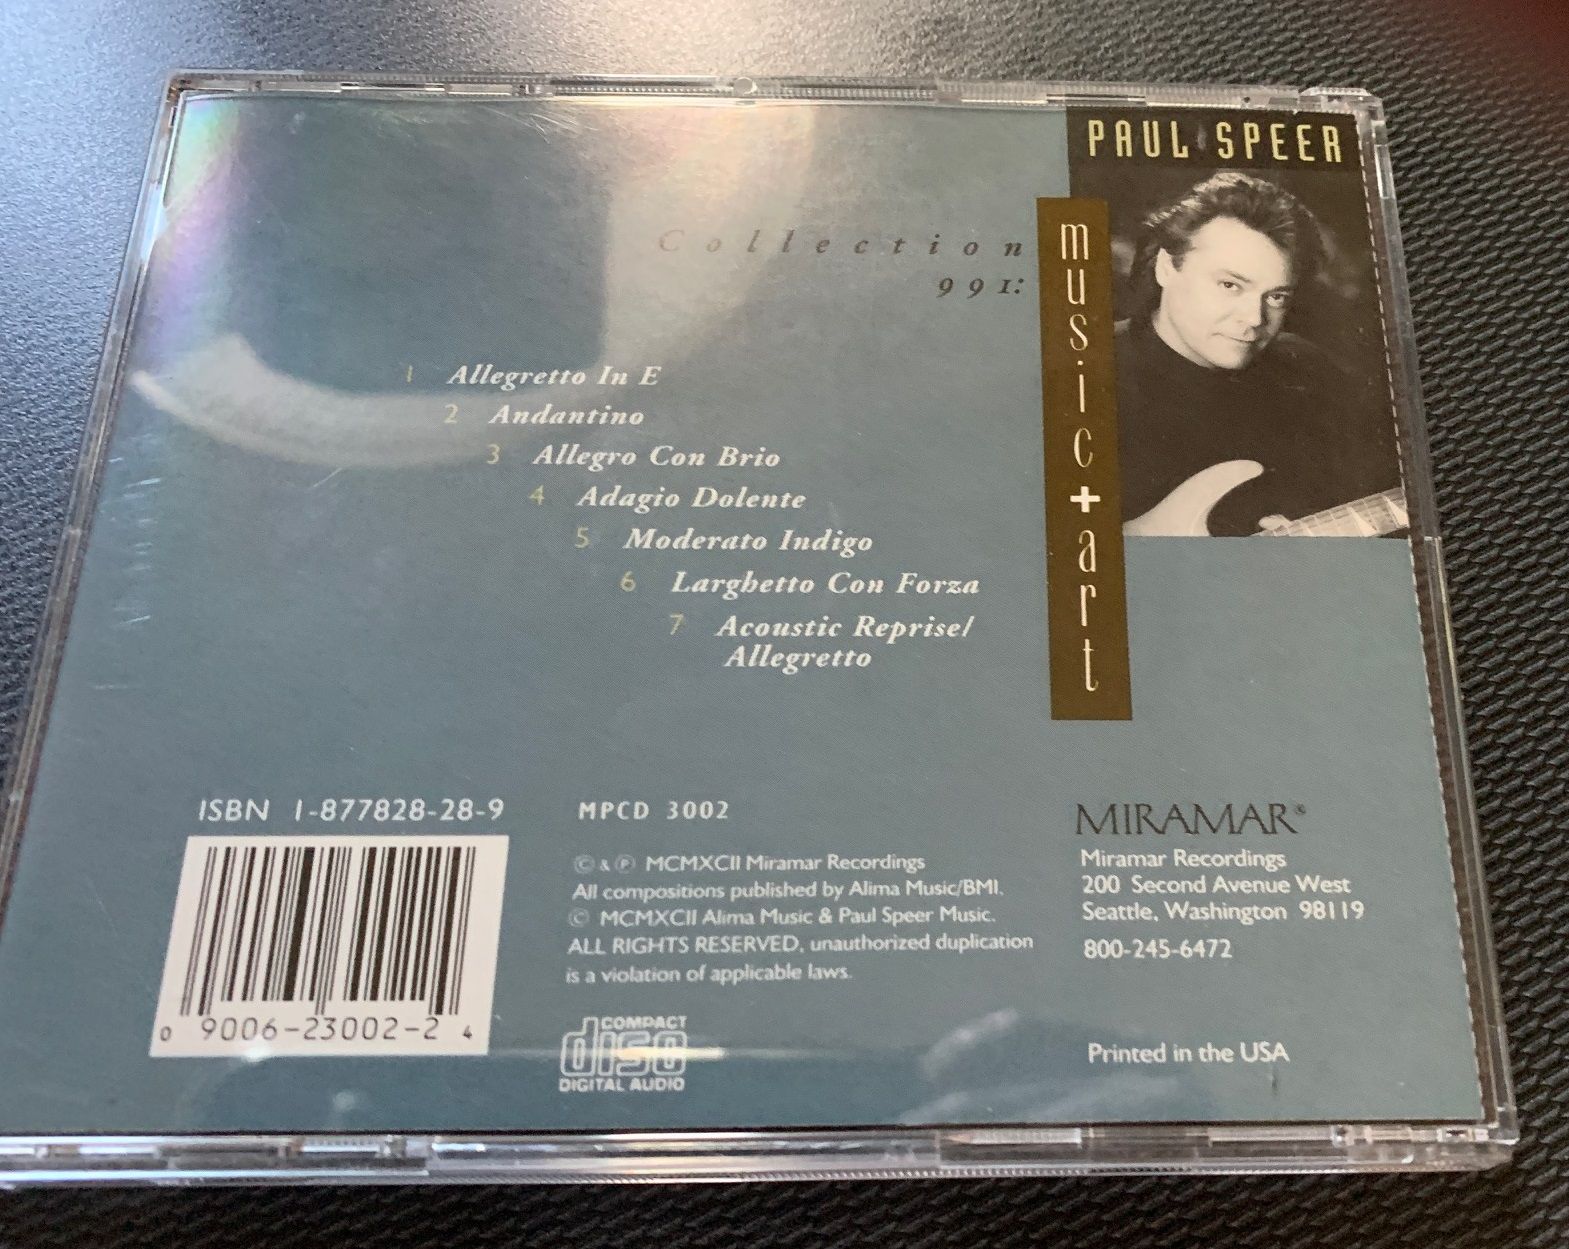 PAUL SPEER
Collection
991:
music + art
1 Allegretto In E
2 Andantino
3 Allegro Con Brio
4 Adagio Dolente
5 Moderato Indigo
6 Larghetto Con Forza
7 Acoustic Reprise/
Allegretto
ISBN 1-877828-28-9
0 9006-23002-2 4
MPCD 3002
© & ℗ MCMXCII Miramar Recordings
All compositions published by Alima Music/BMI.
© MCMXCII Alima Music & Paul Speer Music.
ALL RIGHTS RESERVED, unauthorized duplication
is a violation of applicable laws.
COMPACT
disc
DIGITAL AUDIO
MIRAMAR®
Miramar Recordings
200 Second Avenue West
Seattle, Washington 98119
800-245-6472
Printed in the USA